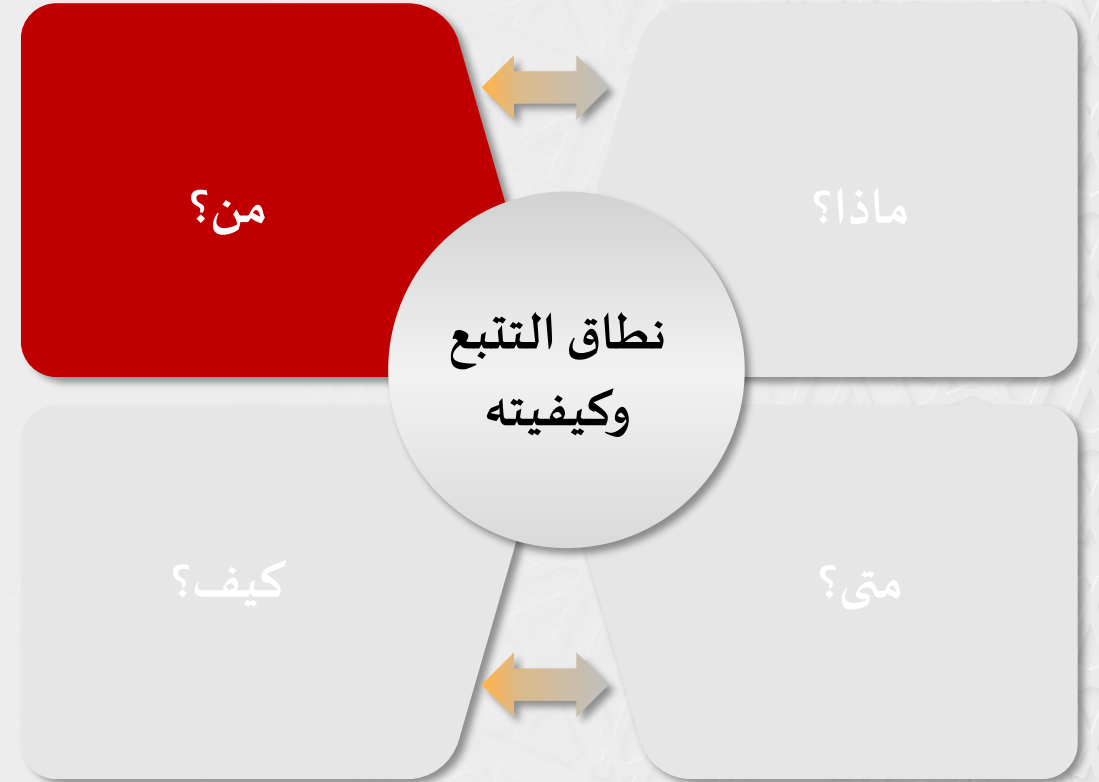 ماذا؟
من؟
نطاق التتبع
وكيفيته
متى؟
كيف؟